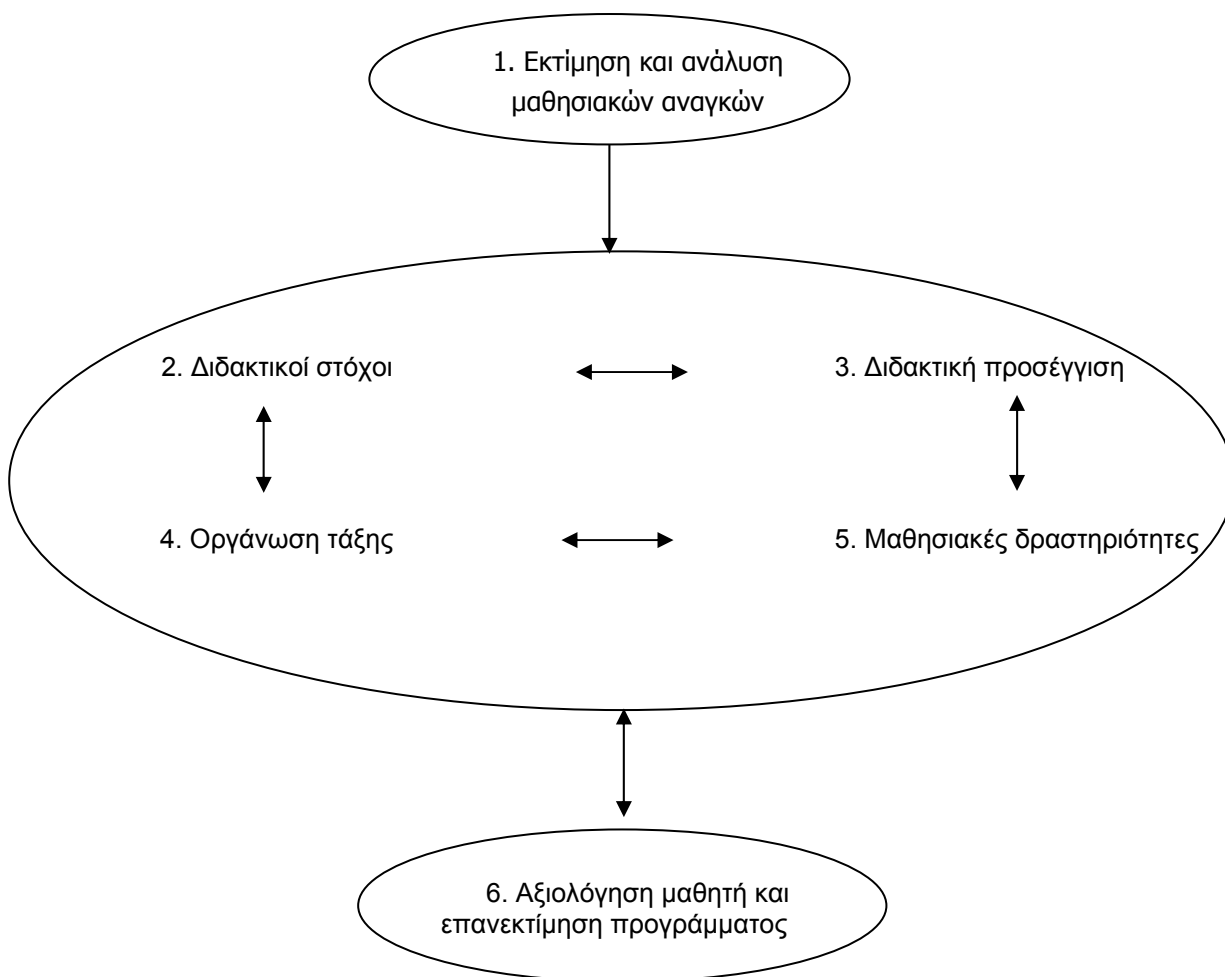 1. Εκτίμηση και ανάλυση
μαθησιακών αναγκών
2. Διδακτικοί στόχοι
3. Διδακτική προσέγγιση
4. Οργάνωση τάξης
5. Μαθησιακές δραστηριότητες
6. Αξιολόγηση μαθητή και
επανεκτίμηση προγράμματος